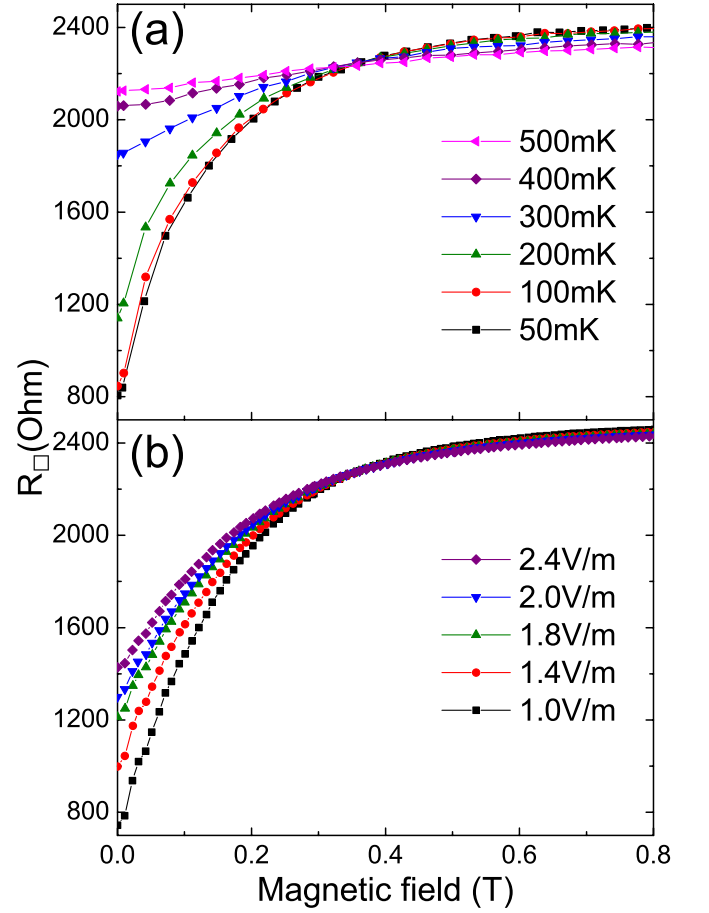 (a)
2400
2000
1600
1200
800
500mK
400mK
300mK
200mK
100mK
50mK
R□(Ohm)
(b)
2400
2000
1600
1200
800
2.4V/m
2.0V/m
1.8V/m
1.4V/m
1.0V/m
0.0 0.2 0.4 0.6 0.8
Magnetic field (T)